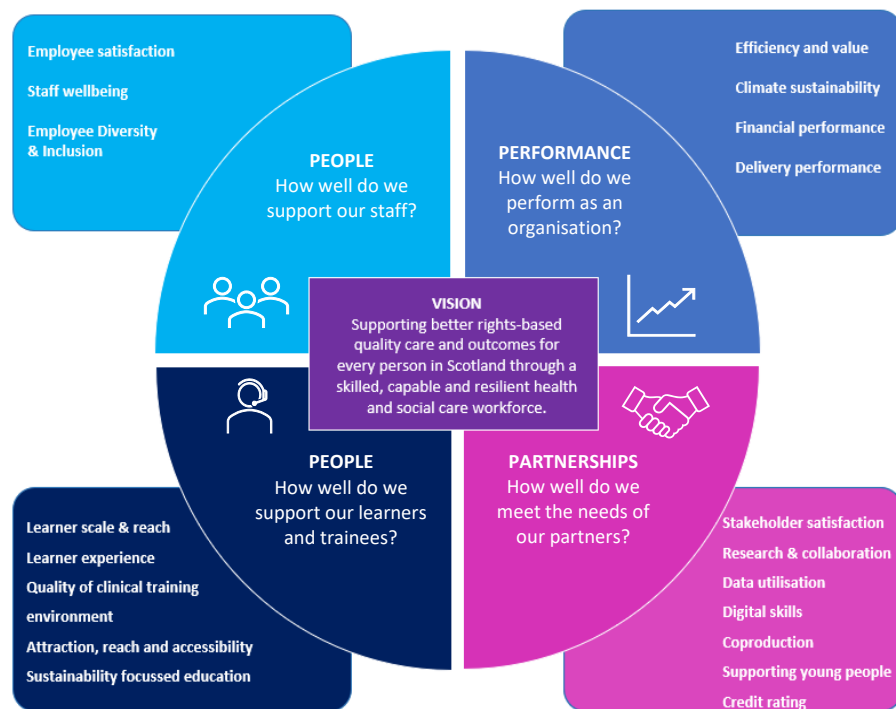 Employee satisfaction
Staff wellbeing
Employee Diversity
& Inclusion
PEOPLE
How well do we
support our staff?
PERFORMANCE
How well do we
perform as an
organisation?
Efficiency and value
Climate sustainability
Financial performance
Delivery performance
VISION
Supporting better rights-based
quality care and outcomes for
every person in Scotland through a
skilled, capable and resilient health
and social care workforce.
PEOPLE
How well do we
support our learners
and trainees?
PARTNERSHIPS
How well do we
meet the needs of
our partners?
Learner scale & reach
Learner experience
Quality of clinical training
environment
Attraction, reach and accessibility
Sustainability focussed education
Stakeholder satisfaction
Research & collaboration
Data utilisation
Digital skills
Coproduction
Supporting young people
Credit rating